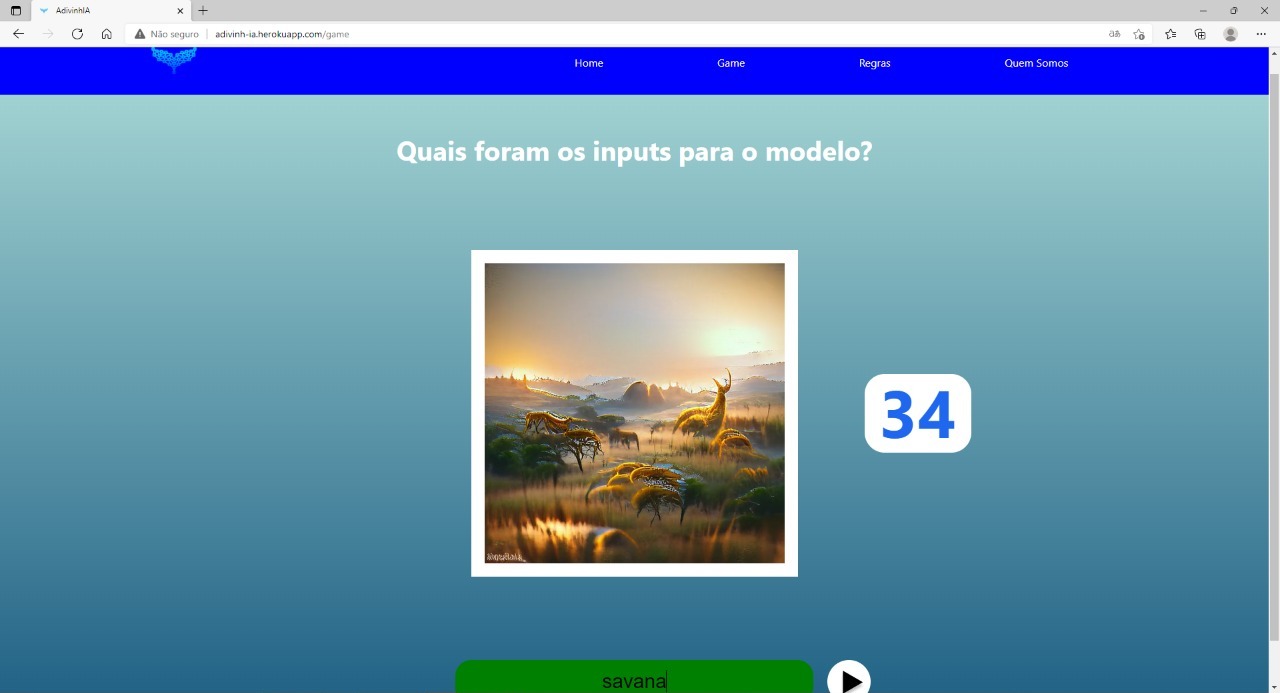 AdivinhIA
Não seguro
adivinh-ia.herokuapp.com/game
Home
Game
Regras
Quem Somos
Quais foram os inputs para o modelo?
34
savana